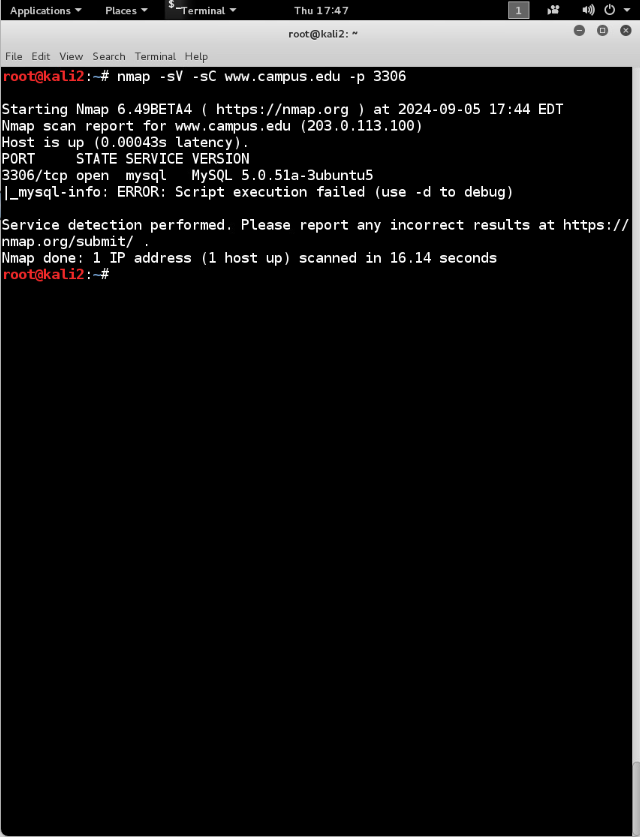 Applications Places $_Terminal Thu 17:47 1
root@kali2: ~
File Edit View Search Terminal Help
root@kali2:~# nmap -sV -sC www.campus.edu -p 3306
Starting Nmap 6.49BETA4 ( https://nmap.org ) at 2024-09-05 17:44 EDT
Nmap scan report for www.campus.edu (203.0.113.100)
Host is up (0.00043s latency).
PORT     STATE SERVICE VERSION
3306/tcp open  mysql   MySQL 5.0.51a-3ubuntu5
|_mysql-info: ERROR: Script execution failed (use -d to debug)
Service detection performed. Please report any incorrect results at https://
nmap.org/submit/ .
Nmap done: 1 IP address (1 host up) scanned in 16.14 seconds
root@kali2:~#